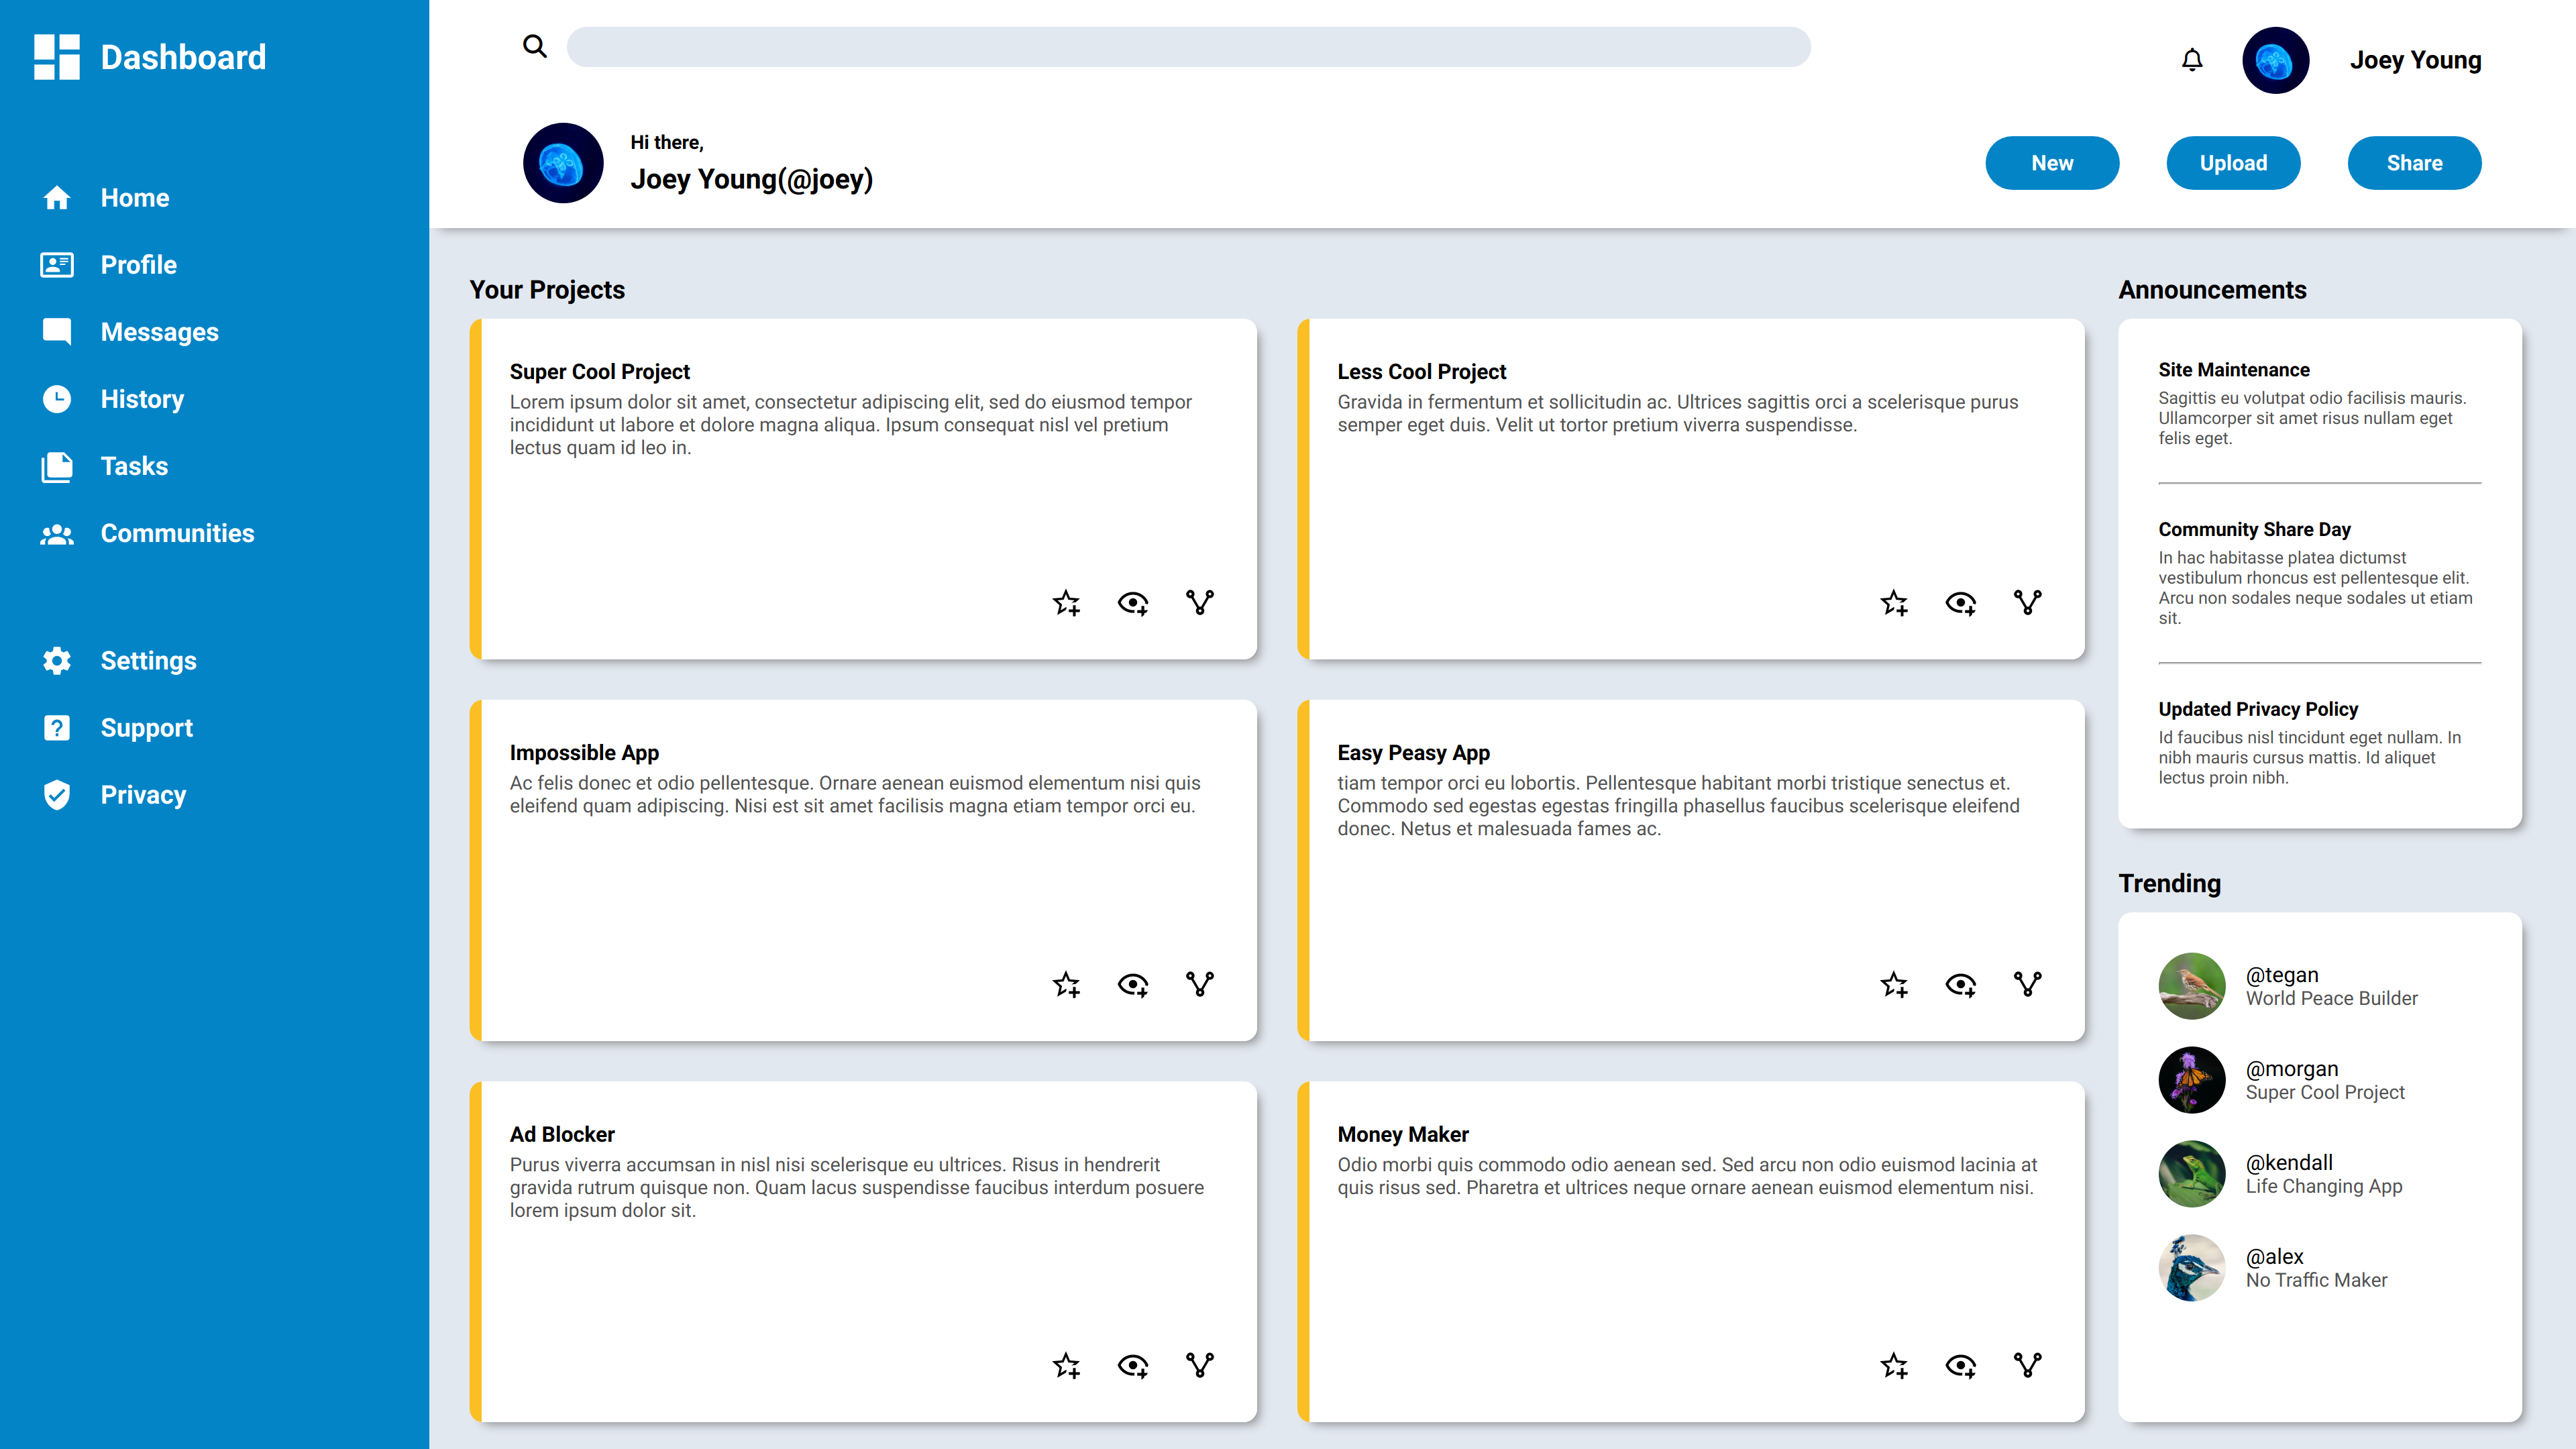 Dashboard
Home
Profile
Messages
History
Tasks
Communities
Settings
Support
Privacy
Joey Young
Hi there,
Joey Young(@joey)
New
Upload
Share
Your Projects
Super Cool Project
Lorem ipsum dolor sit amet, consectetur adipiscing elit, sed do eiusmod tempor
incididunt ut labore et dolore magna aliqua. Ipsum consequat nisl vel pretium
lectus quam id leo in.
Less Cool Project
Gravida in fermentum et sollicitudin ac. Ultrices sagittis orci a scelerisque purus
semper eget duis. Velit ut tortor pretium viverra suspendisse.
Impossible App
Ac felis donec et odio pellentesque. Ornare aenean euismod elementum nisi quis
eleifend quam adipiscing. Nisi est sit amet facilisis magna etiam tempor orci eu.
Easy Peasy App
tiam tempor orci eu lobortis. Pellentesque habitant morbi tristique senectus et.
Commodo sed egestas egestas fringilla phasellus faucibus scelerisque eleifend
donec. Netus et malesuada fames ac.
Ad Blocker
Purus viverra accumsan in nisl nisi scelerisque eu ultrices. Risus in hendrerit
gravida rutrum quisque non. Quam lacus suspendisse faucibus interdum posuere
lorem ipsum dolor sit.
Money Maker
Odio morbi quis commodo odio aenean sed. Sed arcu non odio euismod lacinia at
quis risus sed. Pharetra et ultrices neque ornare aenean euismod elementum nisi.
Announcements
Site Maintenance
Sagittis eu volutpat odio facilisis mauris.
Ullamcorper sit amet risus nullam eget
felis eget.
Community Share Day
In hac habitasse platea dictumst
vestibulum rhoncus est pellentesque elit.
Arcu non sodales neque sodales ut etiam
sit.
Updated Privacy Policy
Id faucibus nisl tincidunt eget nullam. In
nibh mauris cursus mattis. Id aliquet
lectus proin nibh.
Trending
@tegan
World Peace Builder
@morgan
Super Cool Project
@kendall
Life Changing App
@alex
No Traffic Maker